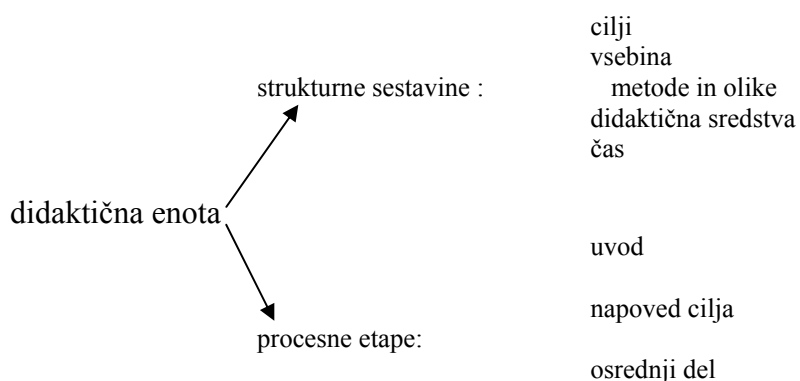 cilji
vsebina
strukturne sestavine :
metode in olike
didaktična sredstva
čas
didaktična enota
uvod
napoved cilja
procesne etape:
osrednji del